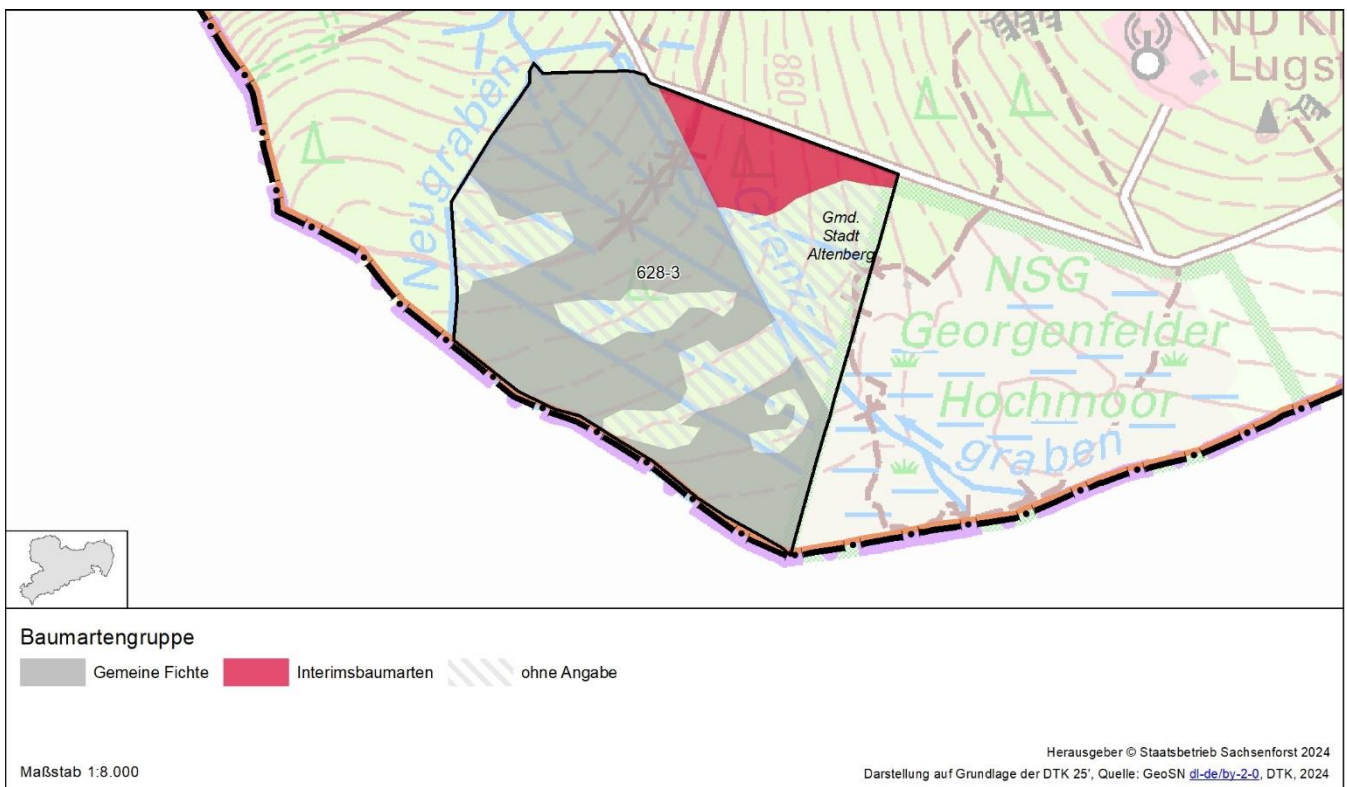 ND Kl
Lugst
860
Neugraben
Grenz-
Gmd.
Stadt
Altenberg
628-3
NSG
Georgenfelder
Hochmoor
graben
Baumartengruppe
Gemeine Fichte Interimsbaumarten ohne Angabe
Herausgeber © Staatsbetrieb Sachsenforst 2024
Maßstab 1:8.000 Darstellung auf Grundlage der DTK 25', Quelle: GeoSN dl-de/by-2-0, DTK, 2024